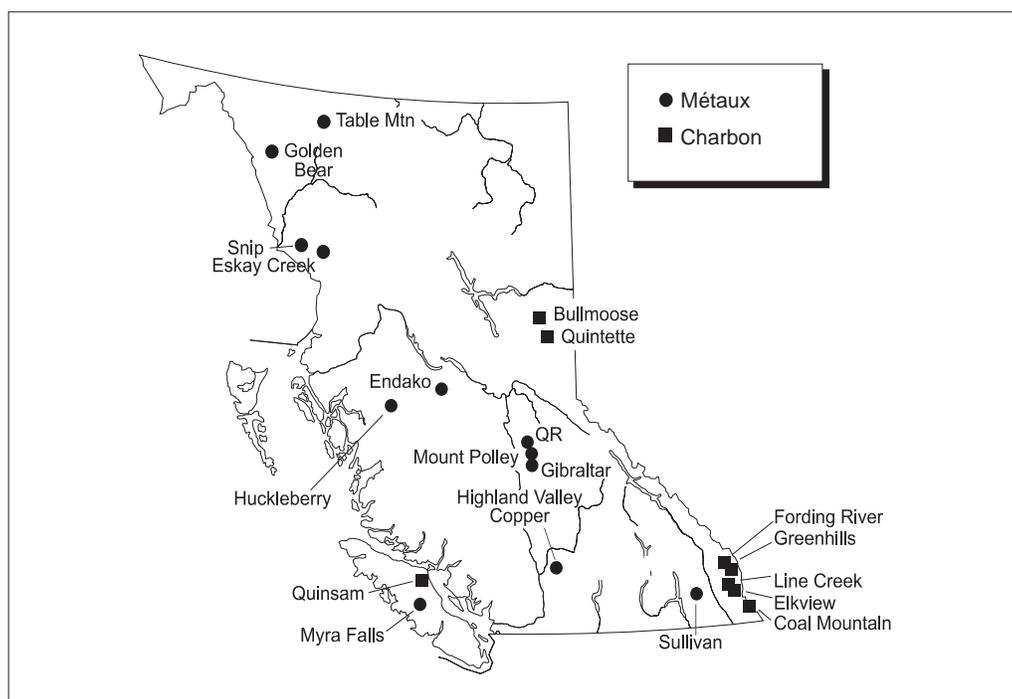 Métaux
Charbon
Table Mtn
Golden
Bear
Snip
Eskay Creek
Bullmoose
Quintette
Endako
QR
Mount Polley
Gibraltar
Huckleberry
Highland Valley
Copper
Fording River
Greenhills
Line Creek
Elkview
Coal Mountain
Quinsam
Myra Falls
Sullivan